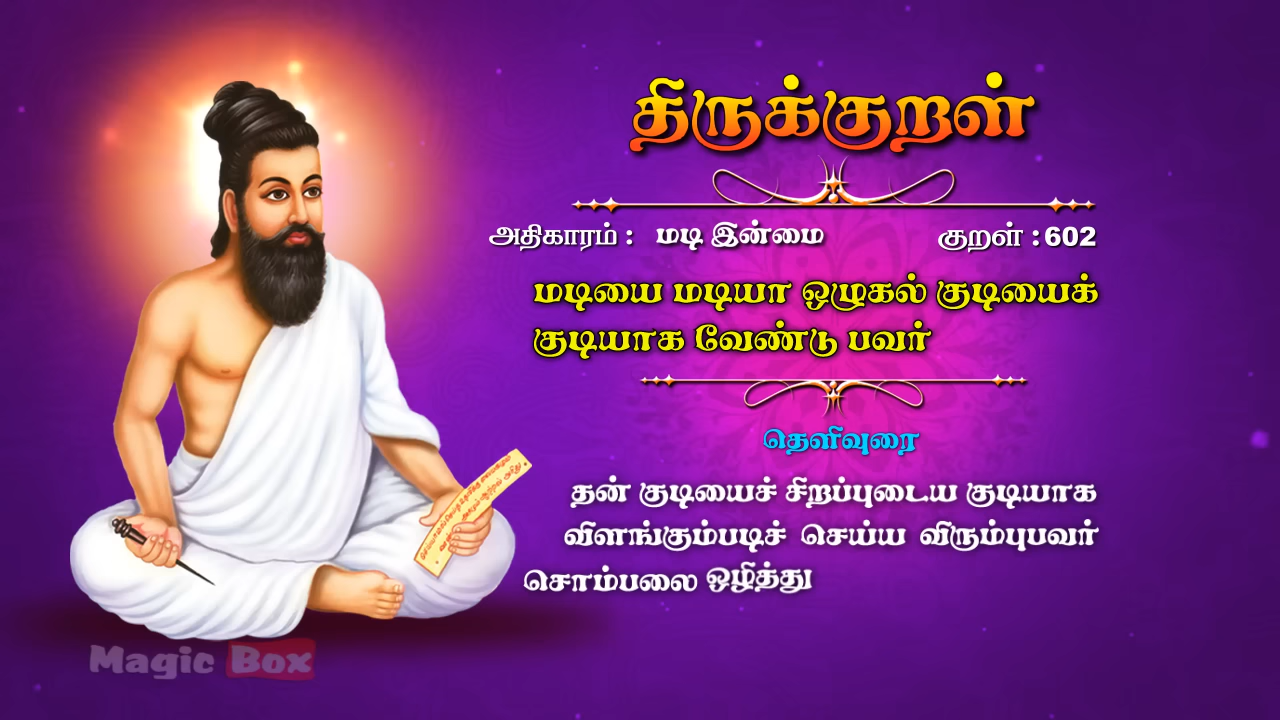 திருக்குறள்
அதிகாரம் : மடி இன்மை குறள் : 602
மடியை மடியா ஒழுகல் குடியைக்
குடியாக வேண்டு பவர்
தெளிவுரை
தன் குடியைச் சிறப்புடைய குடியாக
விளங்கும்படிச் செய்ய விரும்புபவர்
சொம்பலை ஒழித்து
Magic Box